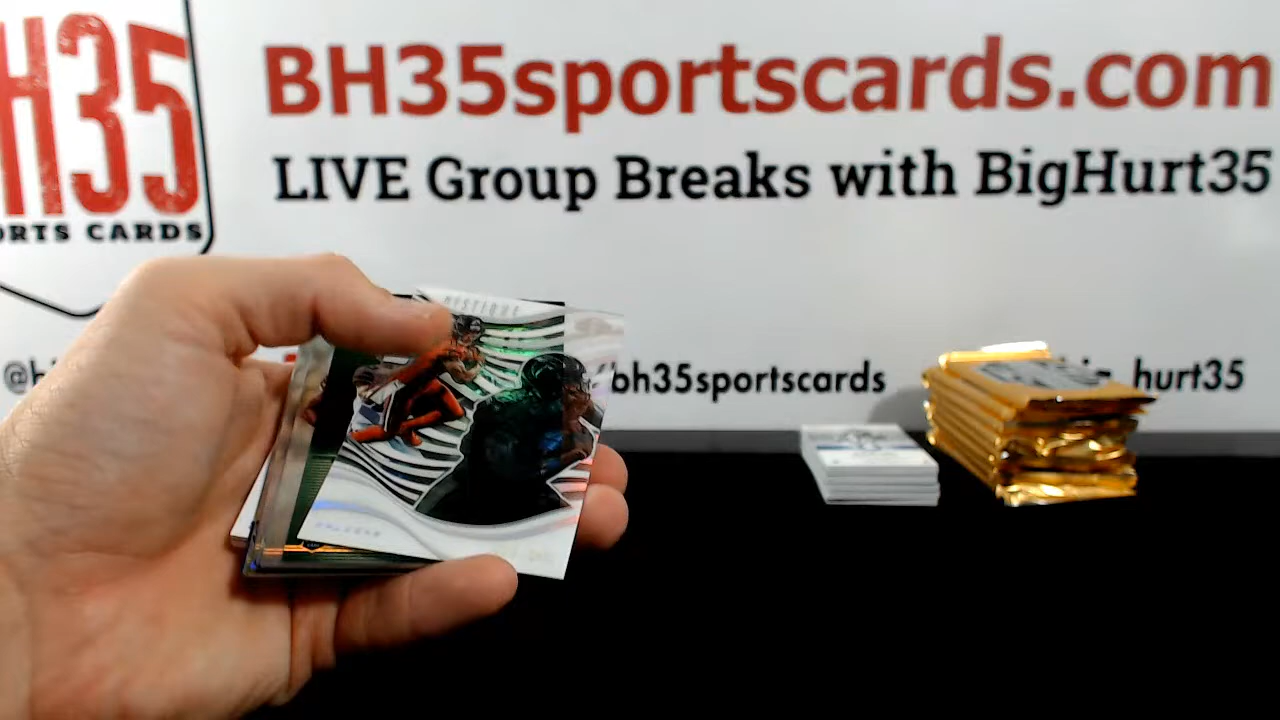 H35
ORTS CARDS
BH35sportscards.com
LIVE Group Breaks with BigHurt35
/bh35sportscards
hurt35
MYSTIQUE